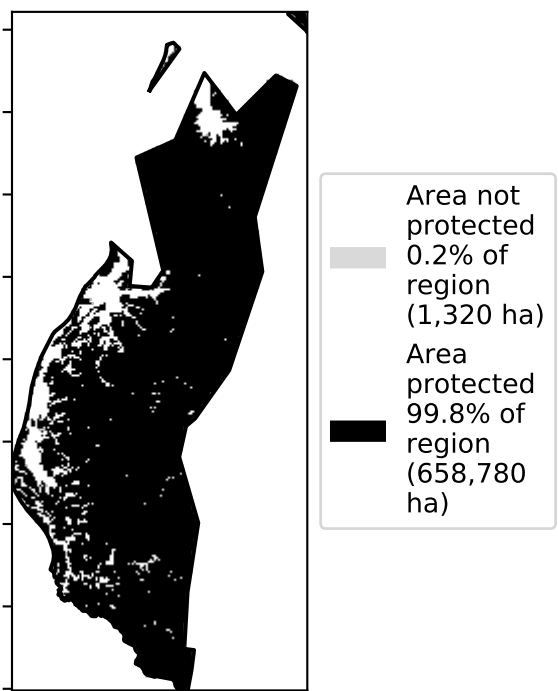 Area not
protected
0.2% of
region
(1,320 ha)
Area
protected
99.8% of
region
(658,780
ha)